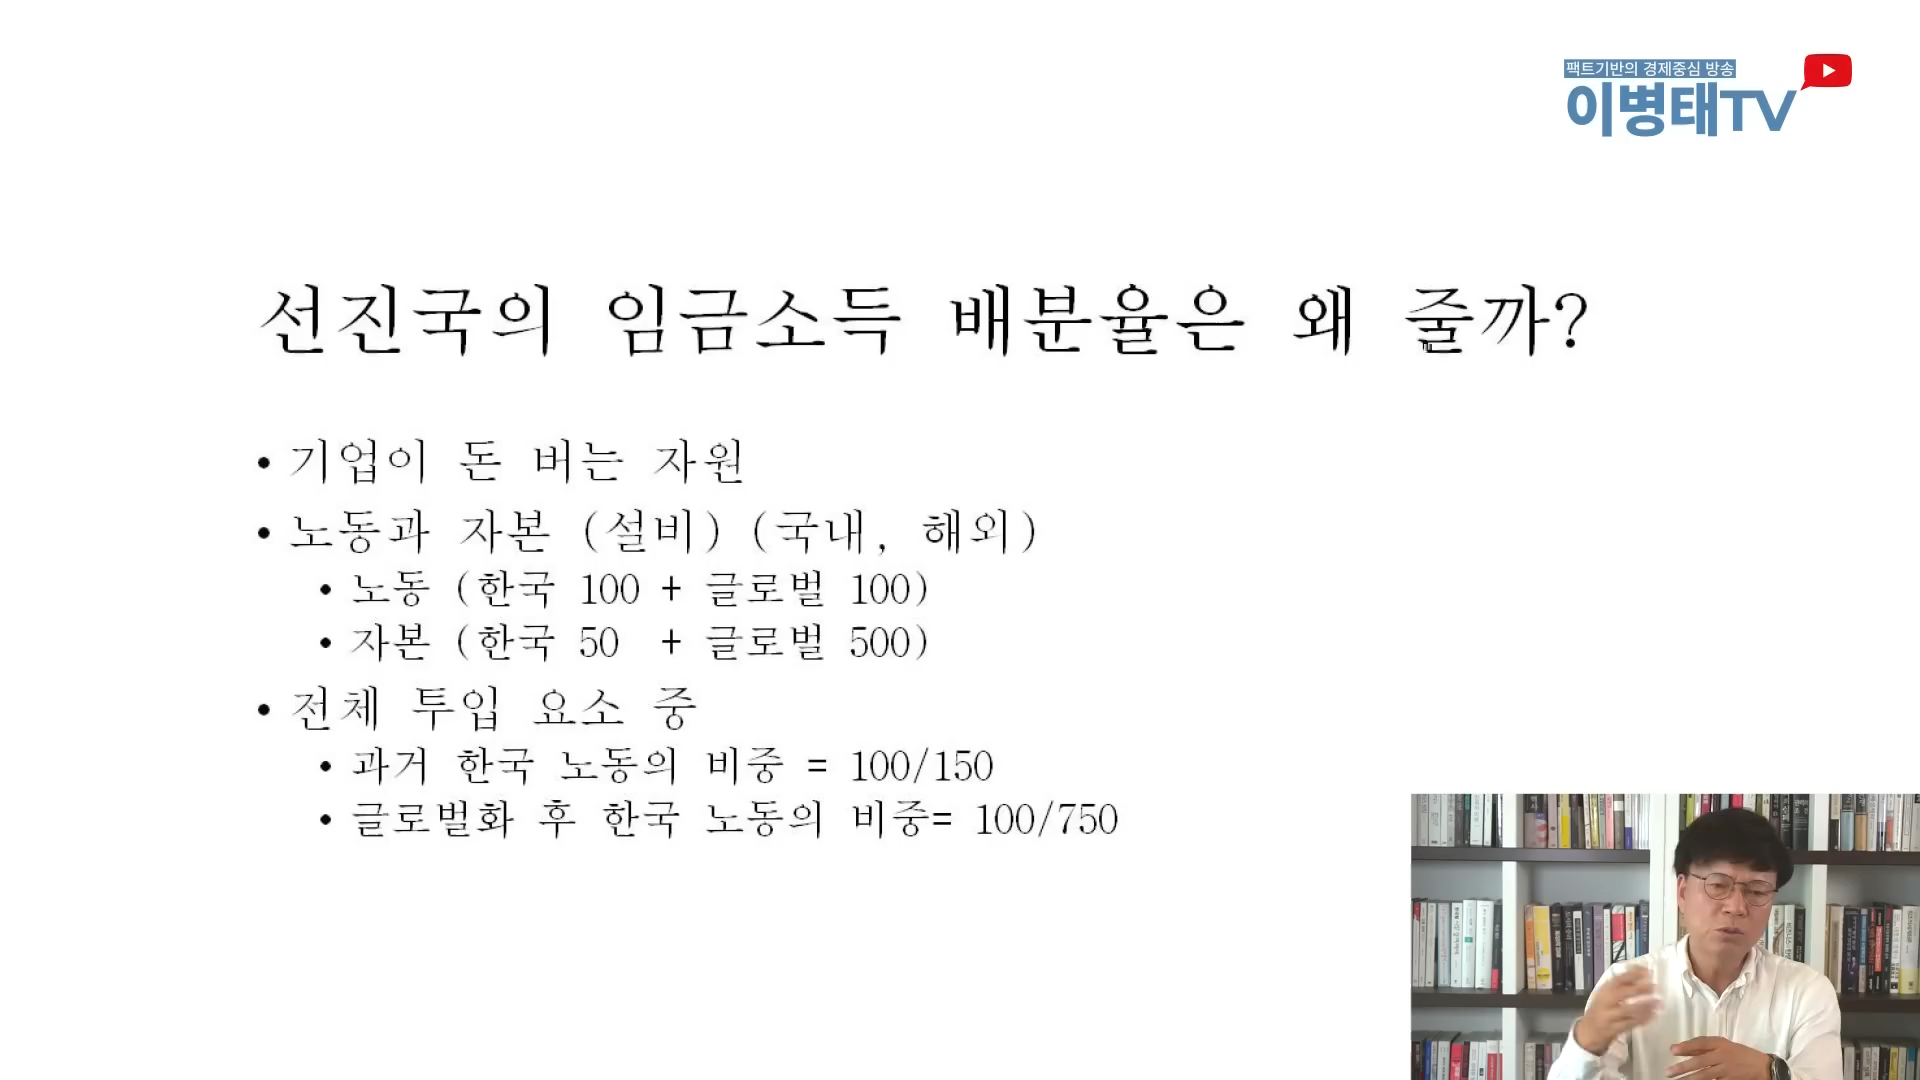 팩트기반의 경제중심 방송
이병태TV
선진국의 임금소득 배분율은 왜 줄까?
• 기업이 돈 버는 자원
• 노동과 자본 (설비) (국내, 해외)
• 노동 (한국 100 + 글로벌 100)
• 자본 (한국 50 + 글로벌 500)
• 전체 투입 요소 중
• 과거 한국 노동의 비중 = 100/150
• 글로벌화 후 한국 노동의 비중= 100/750